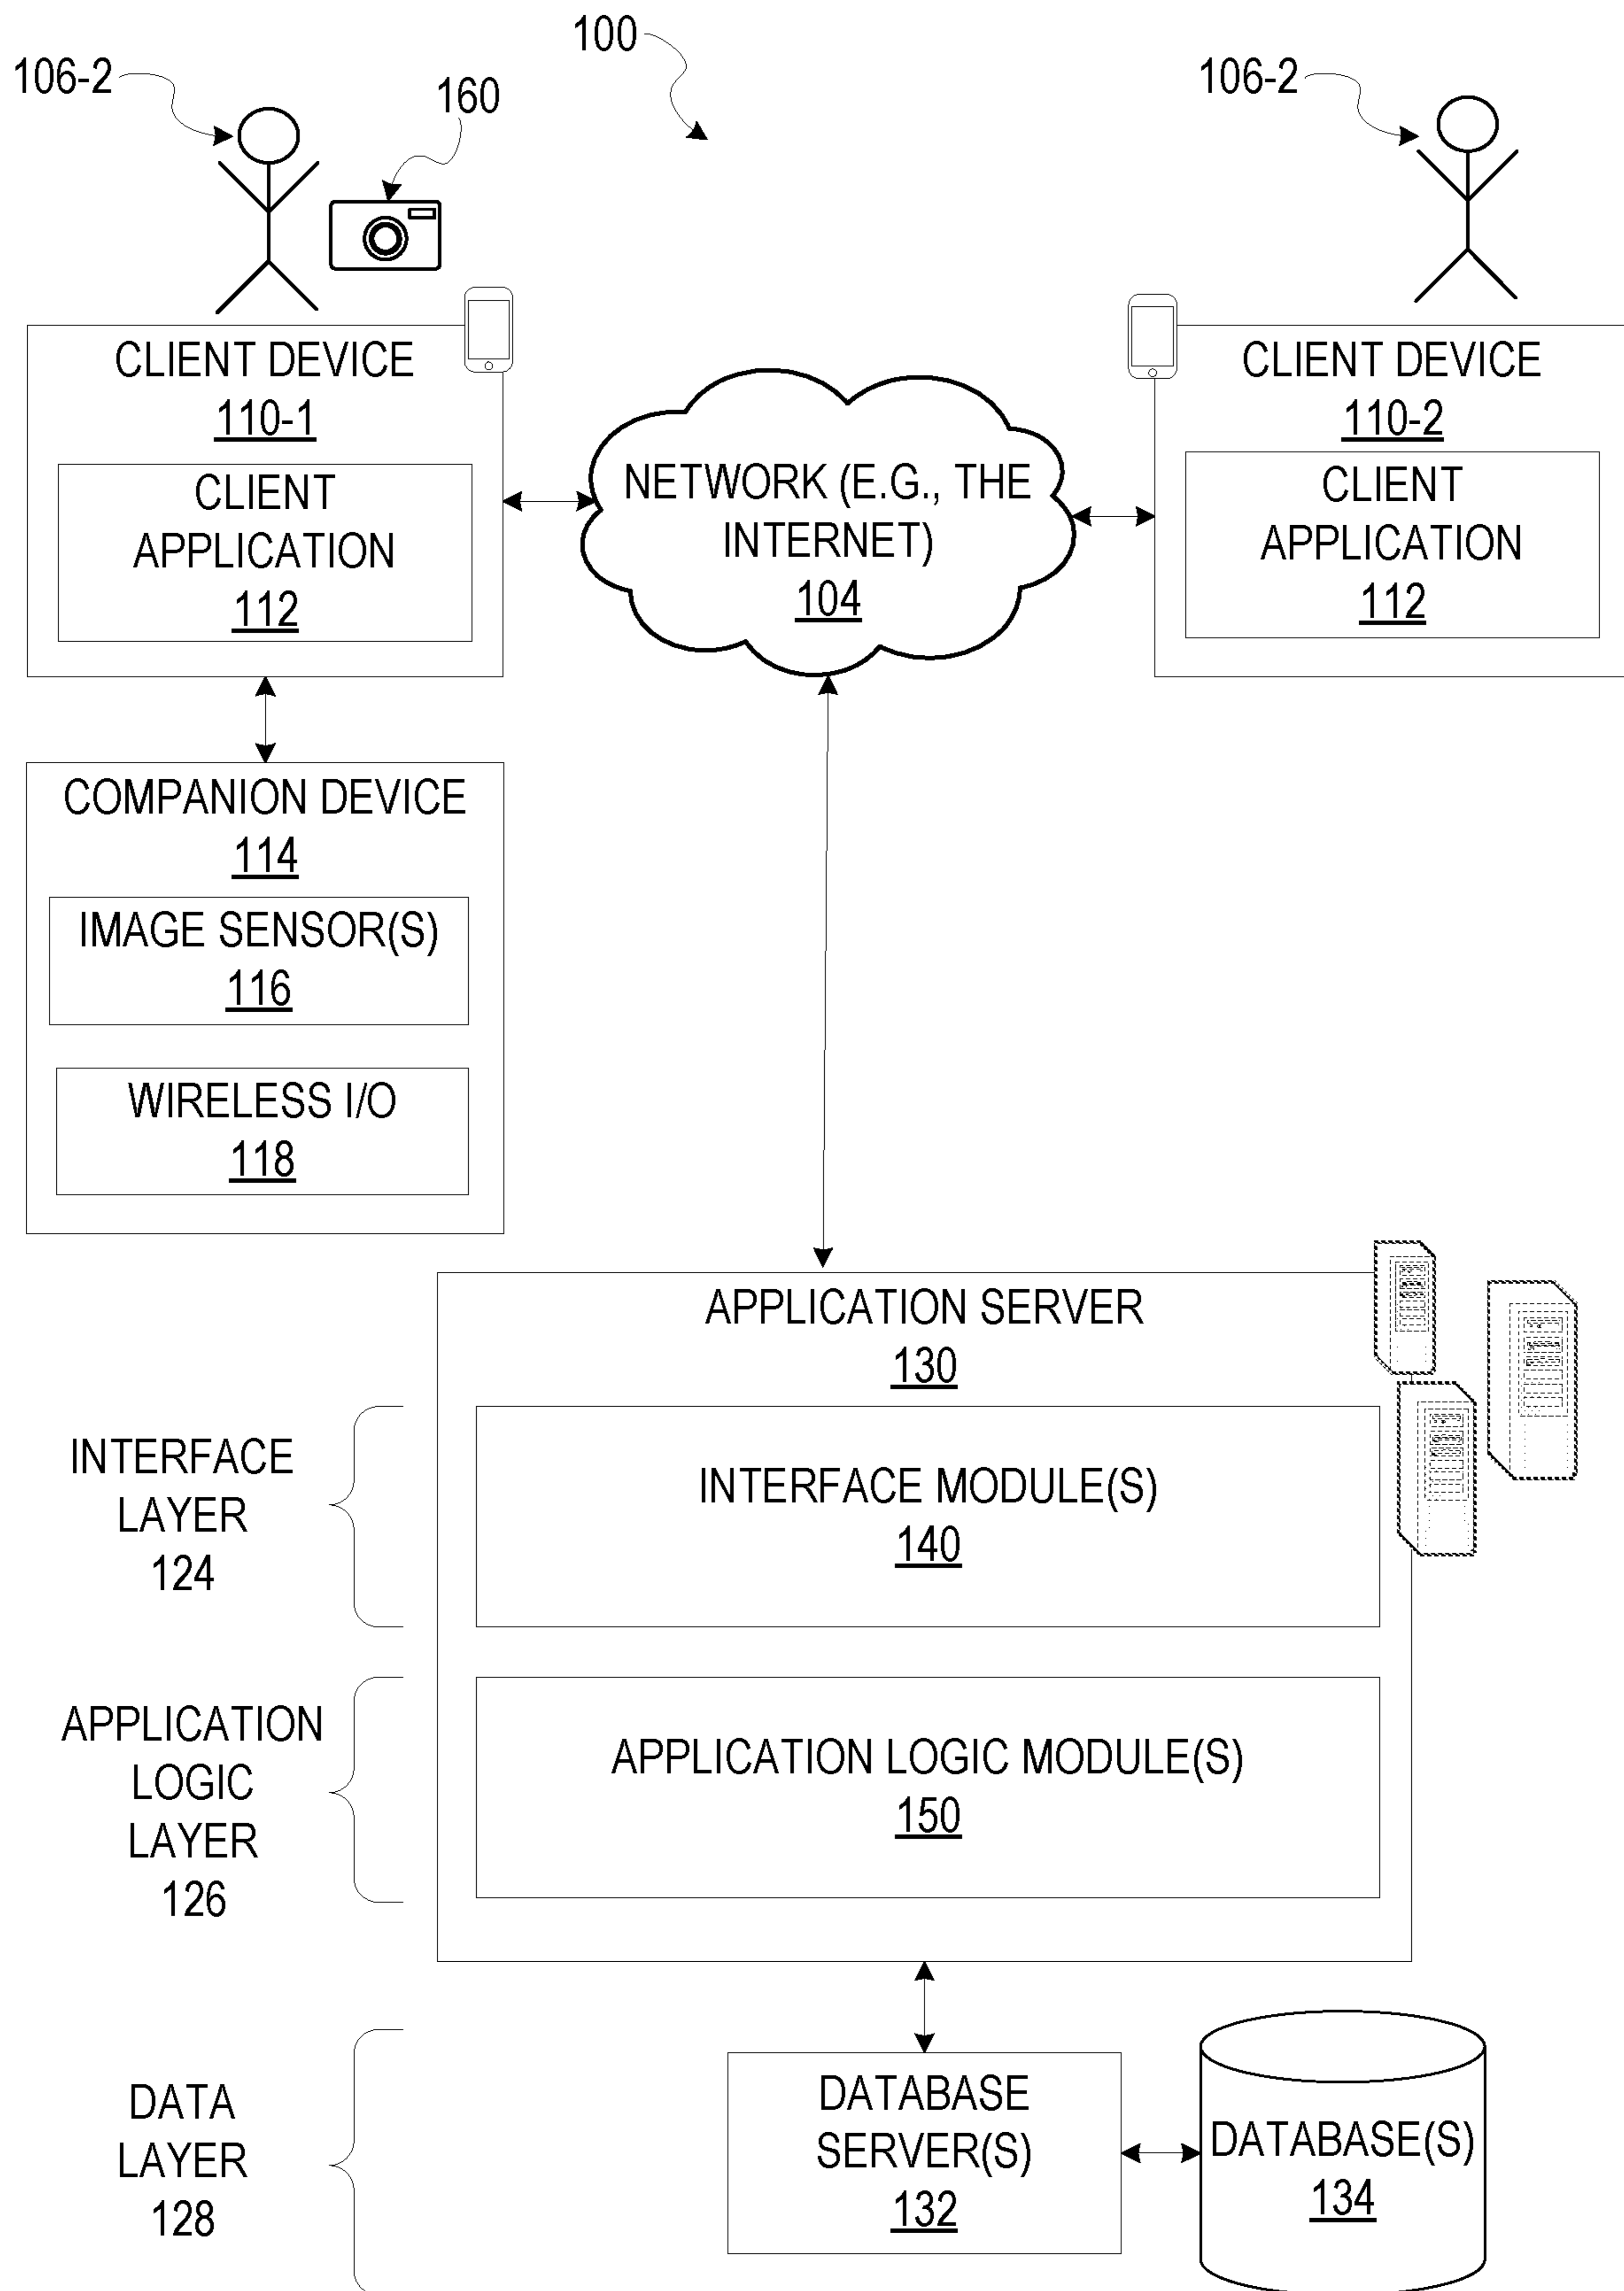 100
106-2
160
106-2
CLIENT DEVICE
110-1
CLIENT
APPLICATION
112
NETWORK (E.G., THE
INTERNET)
104
CLIENT DEVICE
110-2
CLIENT
APPLICATION
112
COMPANION DEVICE
114
IMAGE SENSOR(S)
116
WIRELESS I/O
118
APPLICATION SERVER
130
INTERFACE
LAYER
124
INTERFACE MODULE(S)
140
APPLICATION
LOGIC
LAYER
126
APPLICATION LOGIC MODULE(S)
150
DATA
LAYER
128
DATABASE
SERVER(S)
132
DATABASE(S)
134